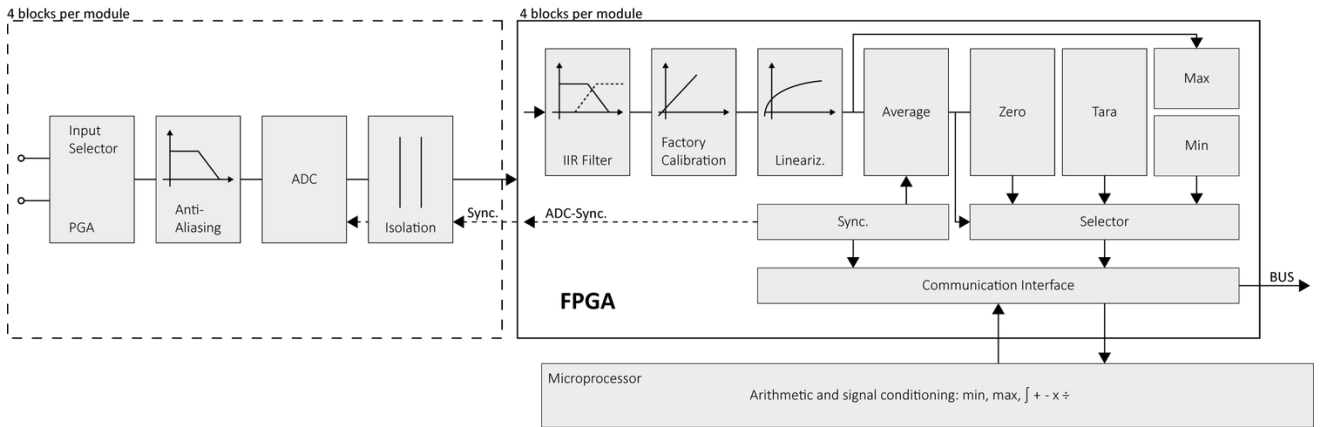 4 blocks per module
Input
Selector
PGA
Anti-
Aliasing
ADC
Isolation
Sync.
4 blocks per module
IIR Filter
Factory
Calibration
Lineariz.
Average
Zero
Tara
Max
Min
ADC-Sync.
Sync.
Selector
Communication Interface
BUS
FPGA
Microprocessor
Arithmetic and signal conditioning: min, max, ∫ + - x ÷